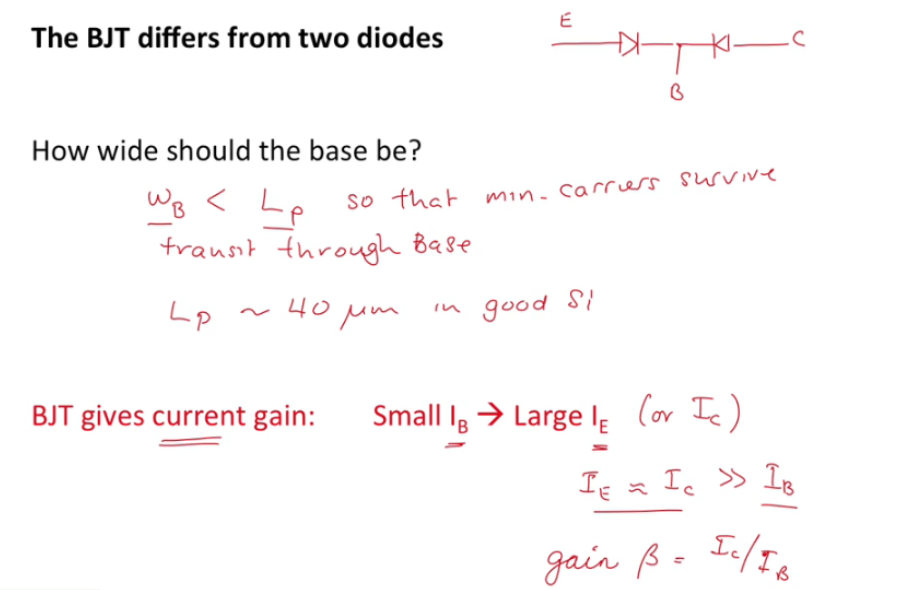 The BJT differs from two diodes
E
C
B
How wide should the base be?
W_B < L_p so that min. carriers survive
transit through Base
L_p ~ 40 μm in good Si
BJT gives current gain: Small I_B → Large I_E (or I_C)
I_E ≈ I_C >> I_B
gain β = I_C/I_B